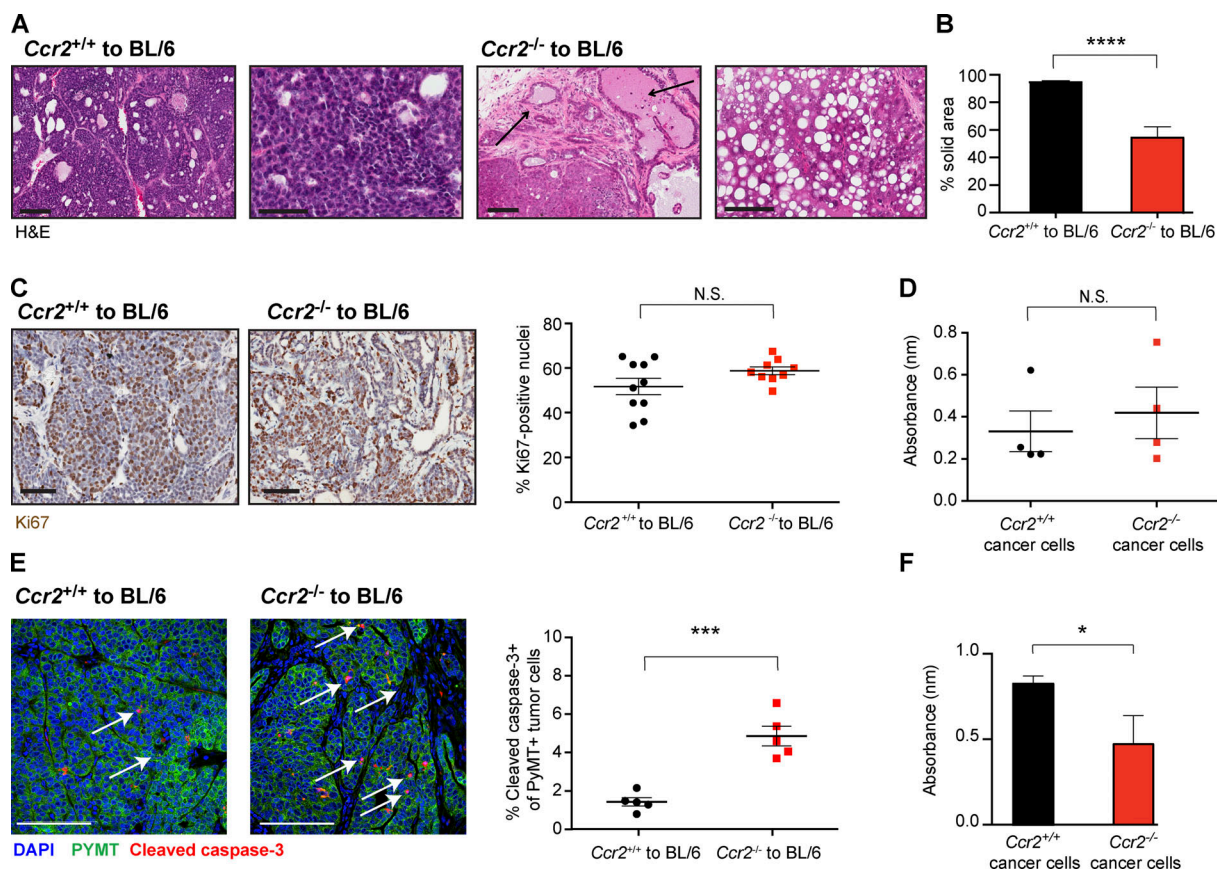 A
Ccr2+/+ to BL/6
Ccr2-/- to BL/6
H&E
B
****
% solid area
100
80
60
40
20
0
Ccr2+/+ to BL/6
Ccr2-/- to BL/6
C
Ccr2+/+ to BL/6
Ccr2-/- to BL/6
Ki67
N.S.
% Ki67-positive nuclei
80
60
40
20
0
Ccr2+/+ to BL/6
Ccr2-/- to BL/6
D
N.S.
Absorbance (nm)
0.8
0.6
0.4
0.2
0.0
Ccr2+/+
cancer cells
Ccr2-/-
cancer cells
E
Ccr2+/+ to BL/6
Ccr2-/- to BL/6
DAPI PYMT Cleaved caspase-3
***
% Cleaved caspase-3+
of PyMT+ tumor cells
10
8
6
4
2
0
Ccr2+/+ to BL/6
Ccr2-/- to BL/6
F
*
Absorbance (nm)
1.0
0.5
0.0
Ccr2+/+
cancer cells
Ccr2-/-
cancer cells